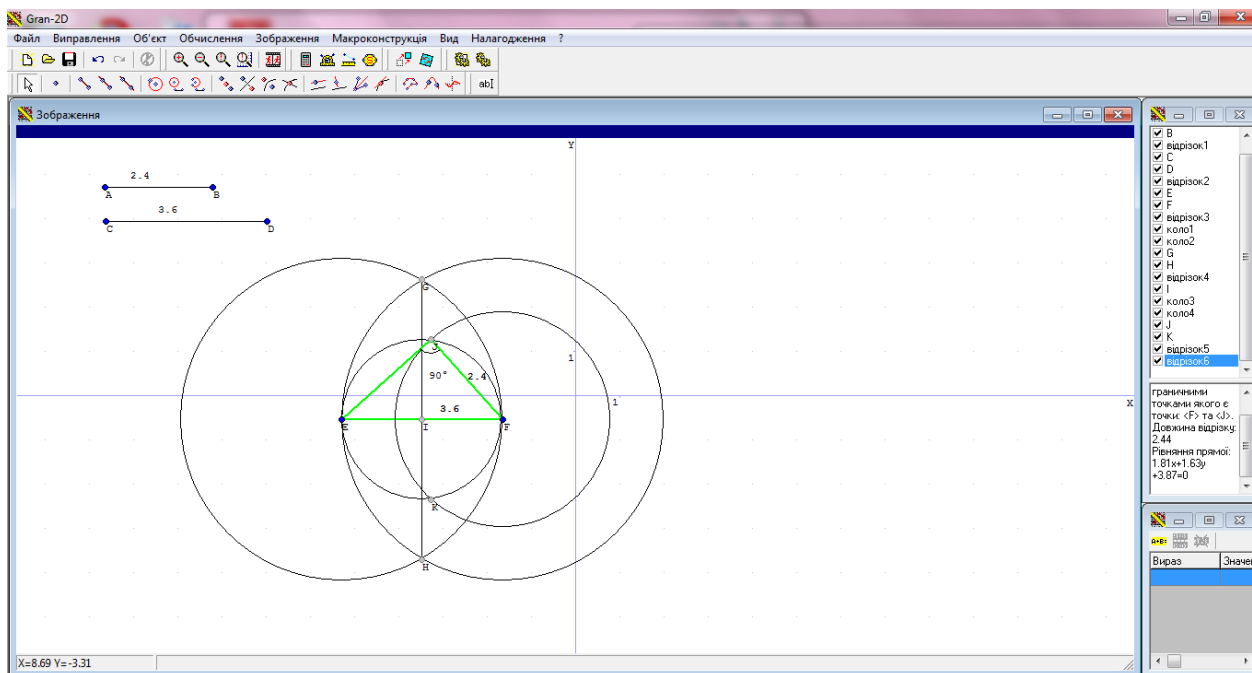 Gran-2D
Файл Виправлення Об'єкт Обчислення Зображення Макроконструкція Вид Налагодження ?
abI
Зображення
Y
2.4
A B
3.6
C D
G
J
1
90° 2.4
3.6
1
X
E I F
K
H
X=8.69 Y=-3.31
B
відрізок1
C
D
відрізок2
E
F
відрізок3
коло1
коло2
G
H
відрізок4
I
коло3
коло4
J
K
відрізок5
відрізок6
граничними
точками якого є
точки: <F> та <J>.
Довжина відрізку:
2.44
Рівняння прямої:
1.81x+1.63y
+3.87=0
A+B=
Вираз Значен